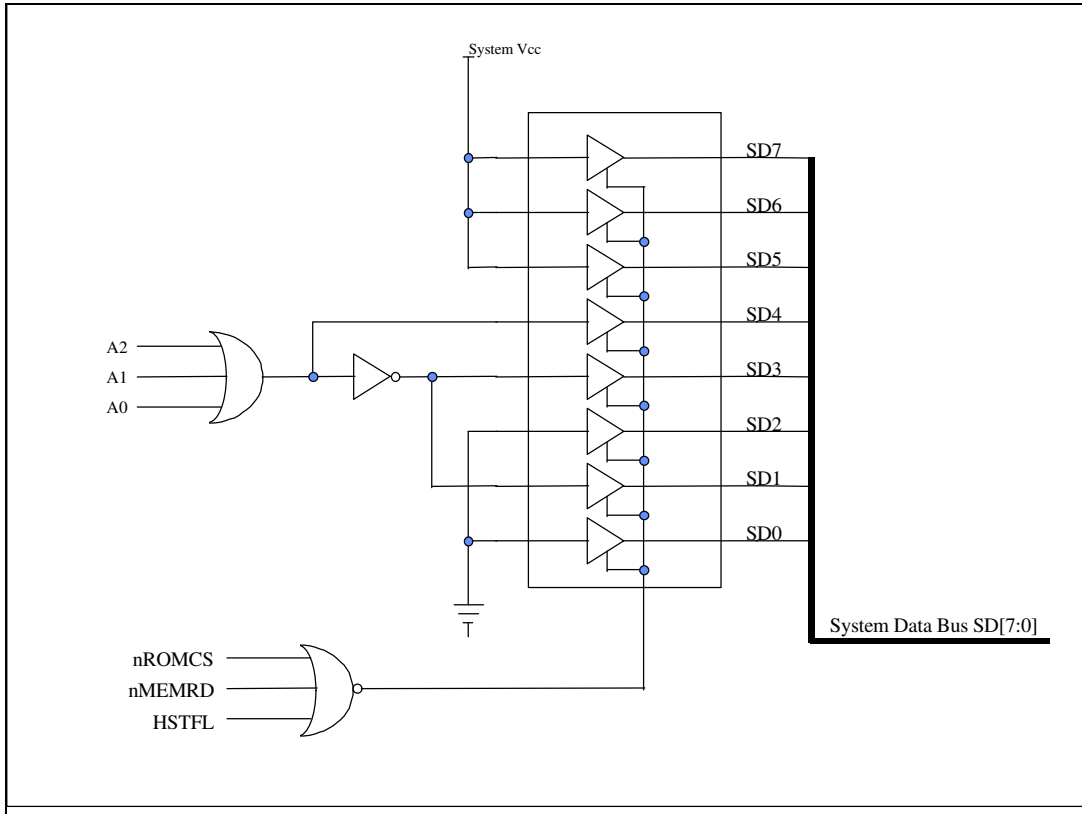 System Vcc
SD7
SD6
SD5
SD4
A2
A1
SD3
A0
SD2
SD1
SD0
System Data Bus SD[7:0]
nROMCS
nMEMRD
HSTFL